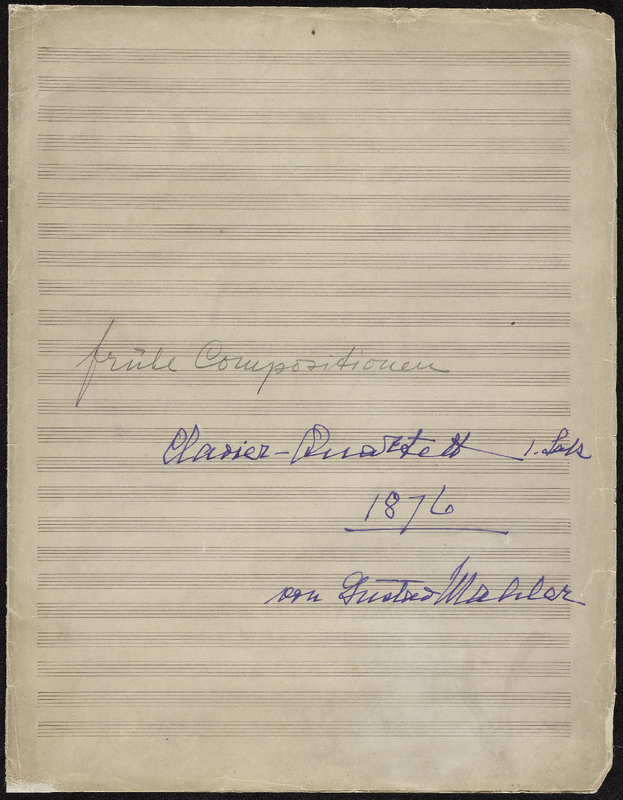 frühe Compositionen
Clavier-Quartett 1. Satz
1876
von Gustav Mahler